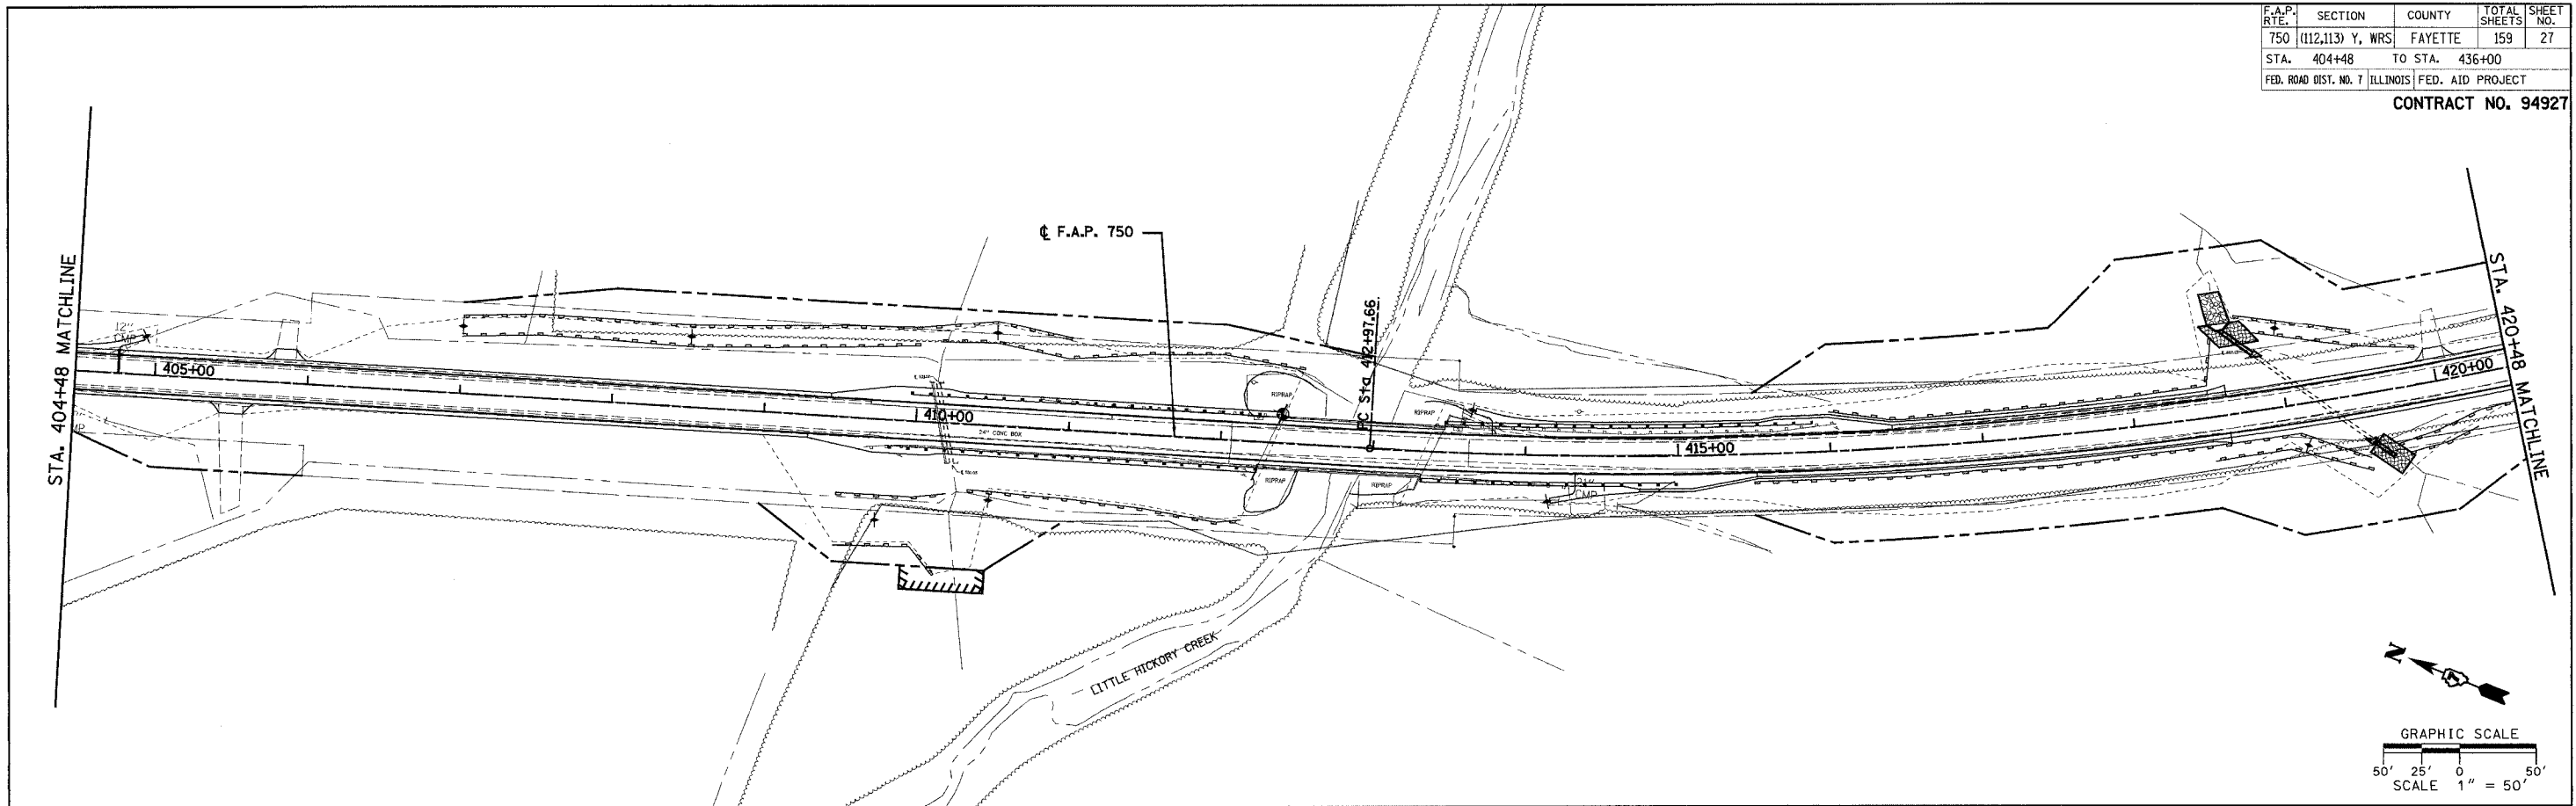 F.A.P. RTE. SECTION COUNTY TOTAL SHEETS SHEET NO.
750 (112,113) Y, WRS FAYETTE 159 27
STA. 404+48 TO STA. 436+00
FED. ROAD DIST. NO. 7 ILLINOIS FED. AID PROJECT
CONTRACT NO. 94927
℄ F.A.P. 750
STA. 404+48 MATCHLINE
12"
CMP
405+00
410+00
24" CONC BOX
RIPRAP
RIPRAP
PC Sta 412+97.66
RIPRAP
RIPRAP
415+00
CMP
420+00
STA. 420+48 MATCHLINE
LITTLE HICKORY CREEK
N
GRAPHIC SCALE
50' 25' 0 50'
SCALE 1" = 50'